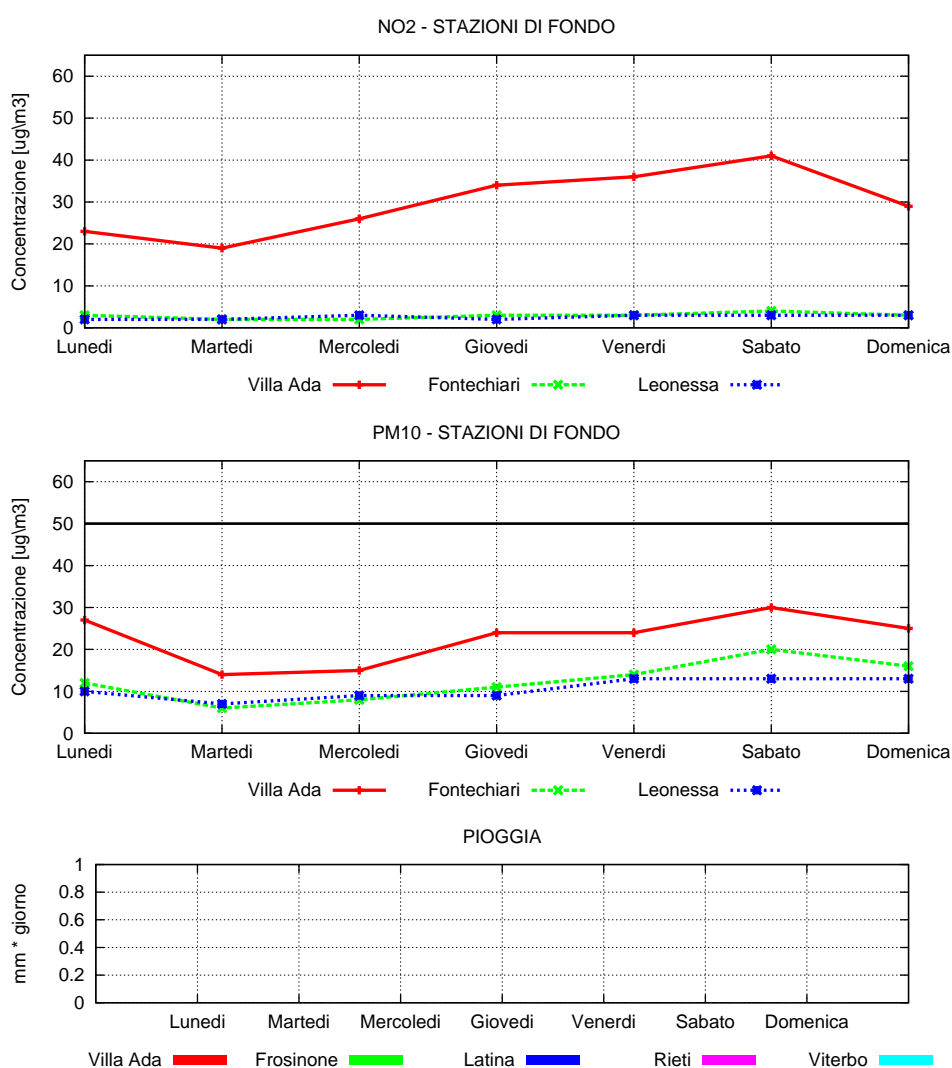 NO2 - STAZIONI DI FONDO
Concentrazione [ug\m3]
60
50
40
30
20
10
0
Lunedi Martedi Mercoledi Giovedi Venerdi Sabato Domenica
Villa Ada Fontechiari Leonessa
PM10 - STAZIONI DI FONDO
Concentrazione [ug\m3]
60
50
40
30
20
10
0
Lunedi Martedi Mercoledi Giovedi Venerdi Sabato Domenica
Villa Ada Fontechiari Leonessa
PIOGGIA
mm * giorno
1
0.8
0.6
0.4
0.2
0
Lunedi Martedi Mercoledi Giovedi Venerdi Sabato Domenica
Villa Ada Frosinone Latina Rieti Viterbo